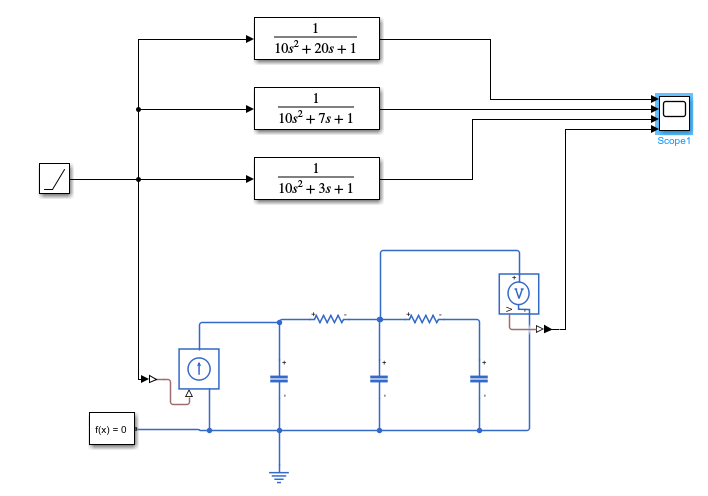 1
10s² + 20s + 1
1
10s² + 7s + 1
1
10s² + 3s + 1
Scope1
+
V
V
+ -
+ -
+
+
+
-
-
-
f(x) = 0